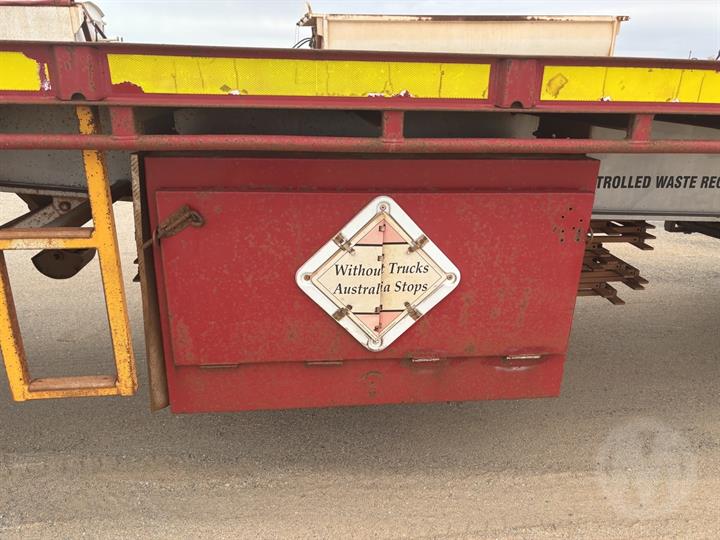 TROLLED WASTE REC
Without Trucks
Australia Stops